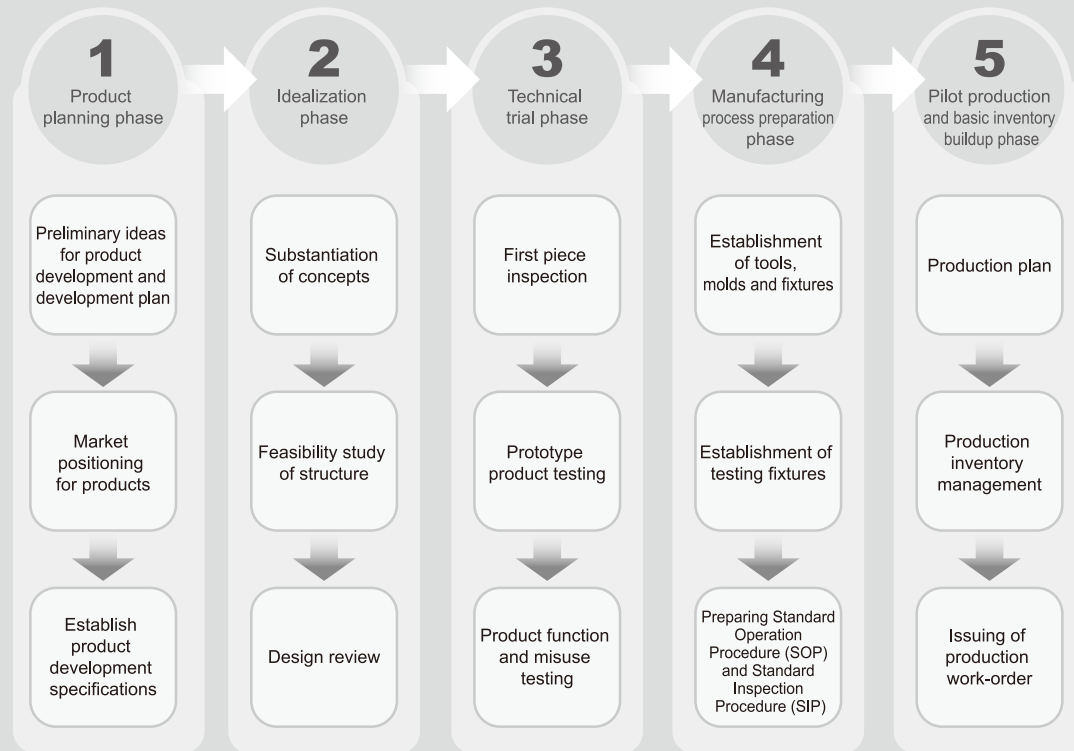 1
Product
planning phase
2
Idealization
phase
3
Technical
trial phase
4
Manufacturing
process preparation
phase
5
Pilot production
and basic inventory
buildup phase
Preliminary ideas
for product
development and
development plan
Market
positioning
for products
Establish
product
development
specifications
Substantiation
of concepts
Feasibility study
of structure
Design review
First piece
inspection
Prototype
product testing
Product function
and misuse
testing
Establishment
of tools,
molds and fixtures
Establishment of
testing fixtures
Preparing Standard
Operation
Procedure (SOP)
and Standard
Inspection
Procedure (SIP)
Production plan
Production
inventory
management
Issuing of
production
work-order